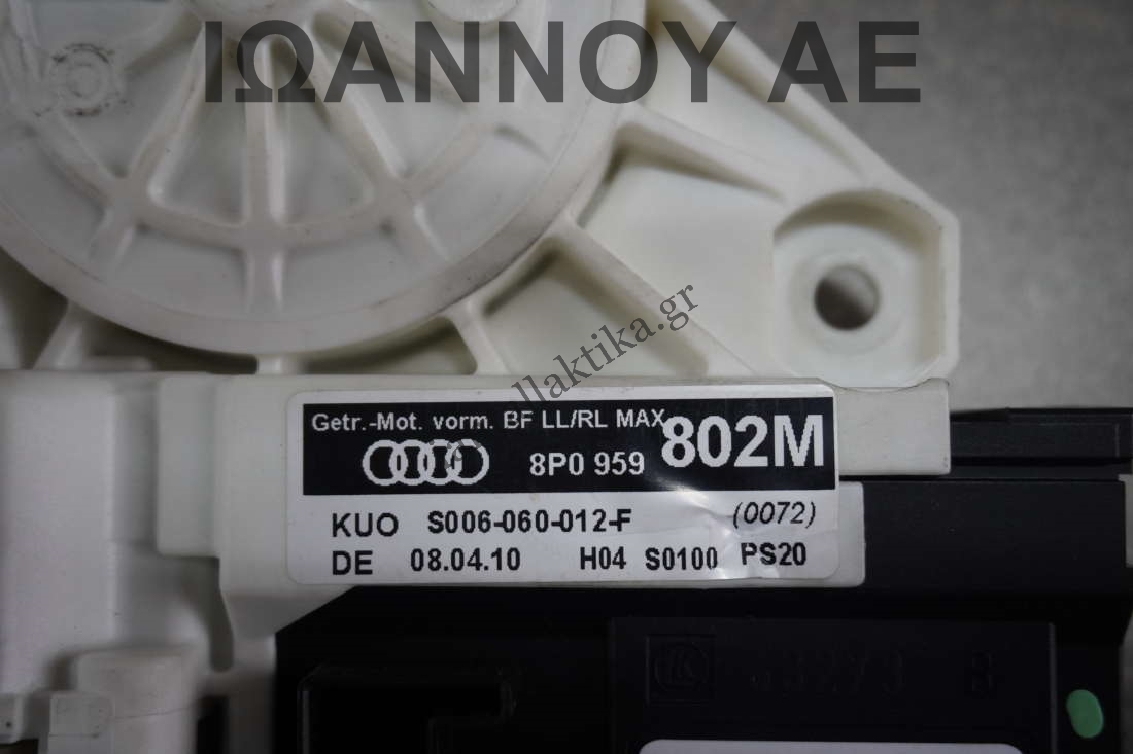 ΙΩΑΝΝΟΥ ΑΕ
llaktika.gr
Getr.-Mot. vorm. BF LL/RL MAX
8P0 959 802M
KUO S006-060-012-F (0072)
DE 08.04.10 H04 S0100 PS20